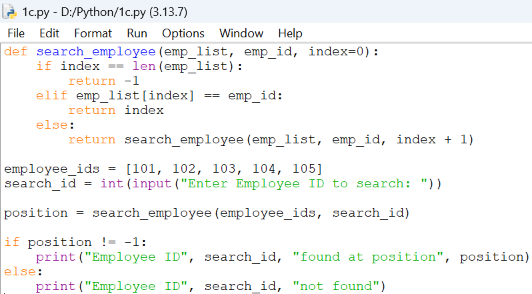 1c.py - D:/Python/1c.py (3.13.7)
File Edit Format Run Options Window Help
def search_employee(emp_list, emp_id, index=0):
    if index == len(emp_list):
        return -1
    elif emp_list[index] == emp_id:
        return index
    else:
        return search_employee(emp_list, emp_id, index + 1)

employee_ids = [101, 102, 103, 104, 105]
search_id = int(input("Enter Employee ID to search: "))

position = search_employee(employee_ids, search_id)

if position != -1:
    print("Employee ID", search_id, "found at position", position)
else:
    print("Employee ID", search_id, "not found")